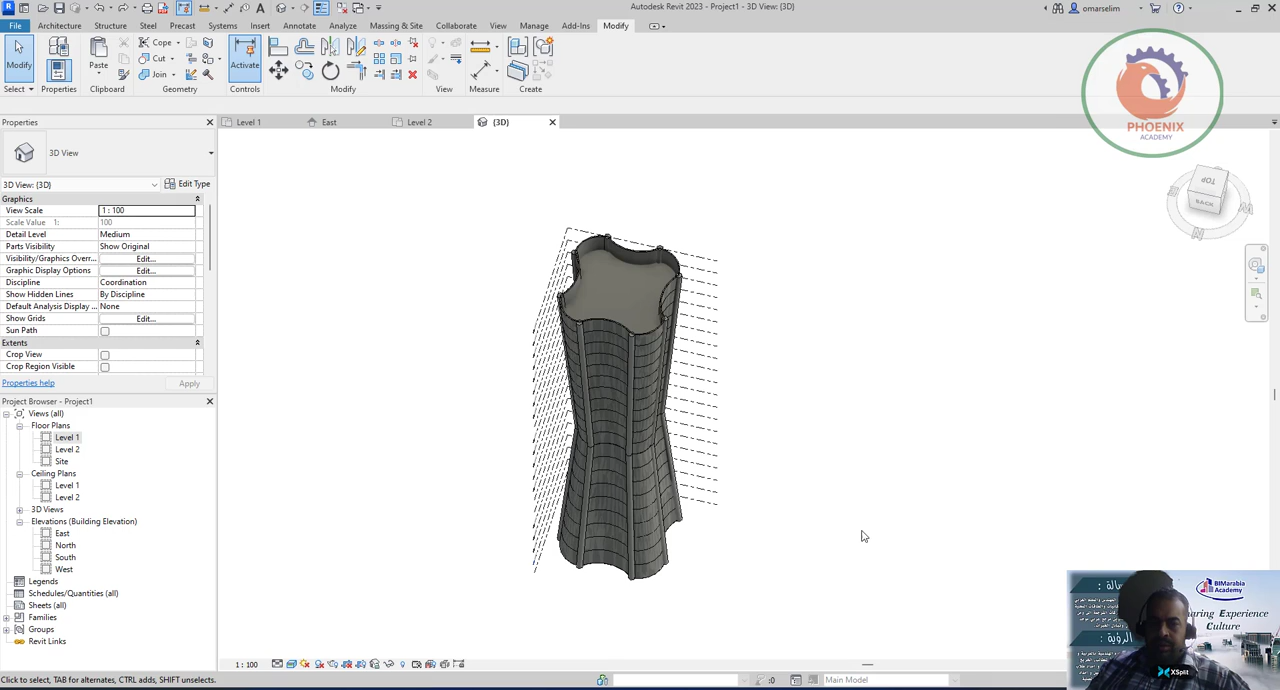 Autodesk Revit 2023 - Project1 - 3D View: {3D}
omarselim
File
Architecture
Structure
Steel
Precast
Systems
Insert
Annotate
Analyze
Massing & Site
Collaborate
View
Manage
Add-Ins
Modify
Modify
Paste
Cope
Cut
Join
Activate
Select
Properties
Clipboard
Geometry
Controls
Modify
View
Measure
Create
PHOENIX
ACADEMY
Properties
Level 1
East
Level 2
{3D}
3D View
3D View: {3D}
Edit Type
Graphics
View Scale
1 : 100
Scale Value 1:
100
Detail Level
Medium
Parts Visibility
Show Original
Visibility/Graphics Overr...
Edit...
Graphic Display Options
Edit...
Discipline
Coordination
Show Hidden Lines
By Discipline
Default Analysis Display ...
None
Show Grids
Edit...
Sun Path
Extents
Crop View
Crop Region Visible
Properties help
Apply
TOP
BACK
Project Browser - Project1
Views (all)
Floor Plans
Level 1
Level 2
Site
Ceiling Plans
Level 1
Level 2
3D Views
Elevations (Building Elevation)
East
North
South
West
Legends
Schedules/Quantities (all)
Sheets (all)
Families
Groups
Revit Links
1 : 100
Click to select, TAB for alternates, CTRL adds, SHIFT unselects.
:0
Main Model
BIMarabia
Academy
haring Experience
Culture
الرؤية :
XSplit